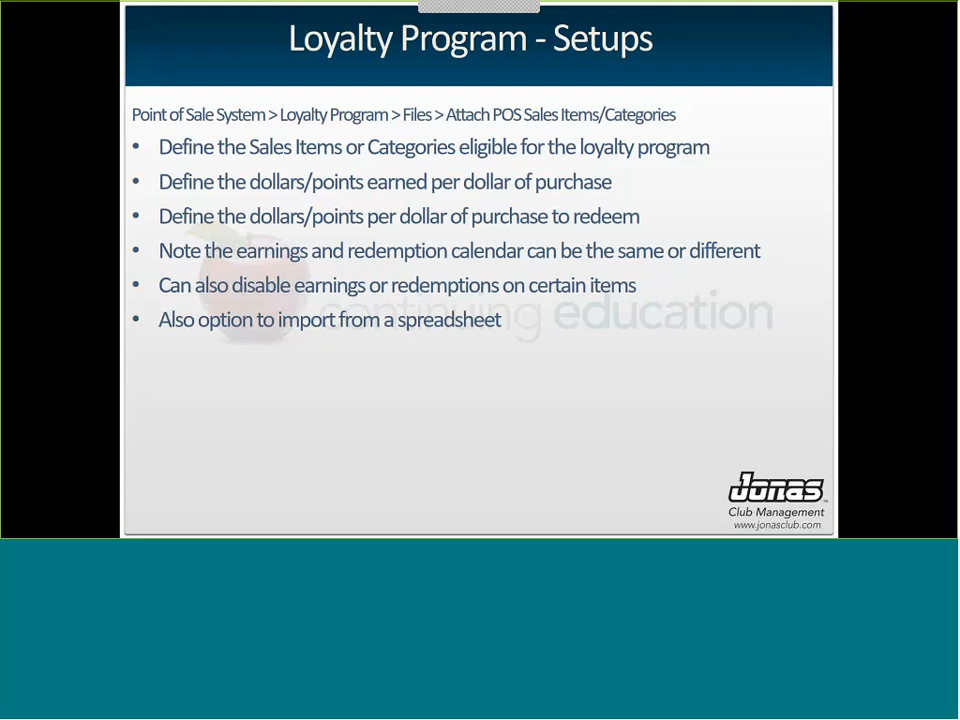 Loyalty Program - Setups
Point of Sale System > Loyalty Program > Files > Attach POS Sales Items/Categories
• Define the Sales Items or Categories eligible for the loyalty program
• Define the dollars/points earned per dollar of purchase
• Define the dollars/points per dollar of purchase to redeem
• Note the earnings and redemption calendar can be the same or different
• Can also disable earnings or redemptions on certain items
continuing education
• Also option to import from a spreadsheet
Jonas
Club Management
www.jonasclub.com